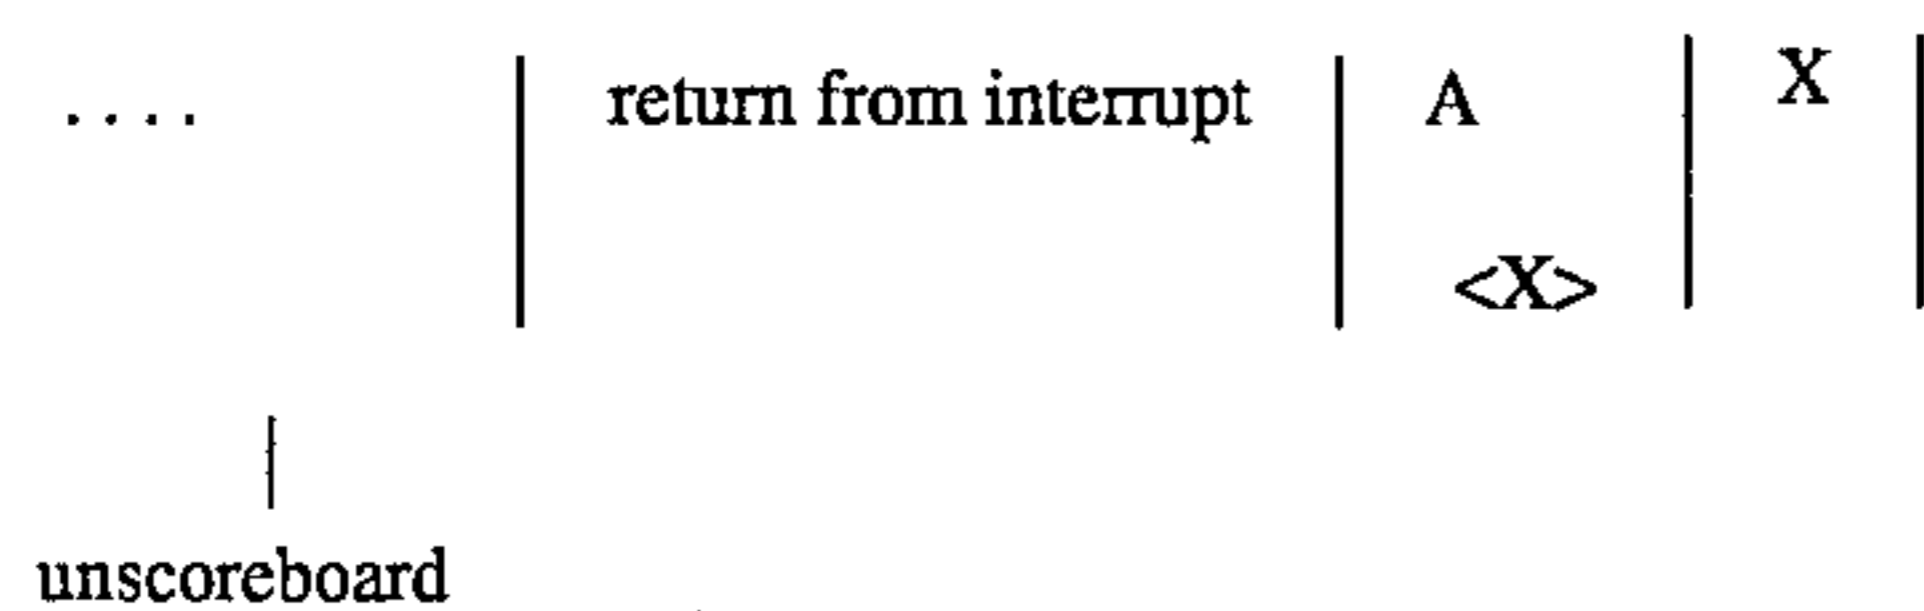 .... return from interrupt A X
<X>
unscoreboard